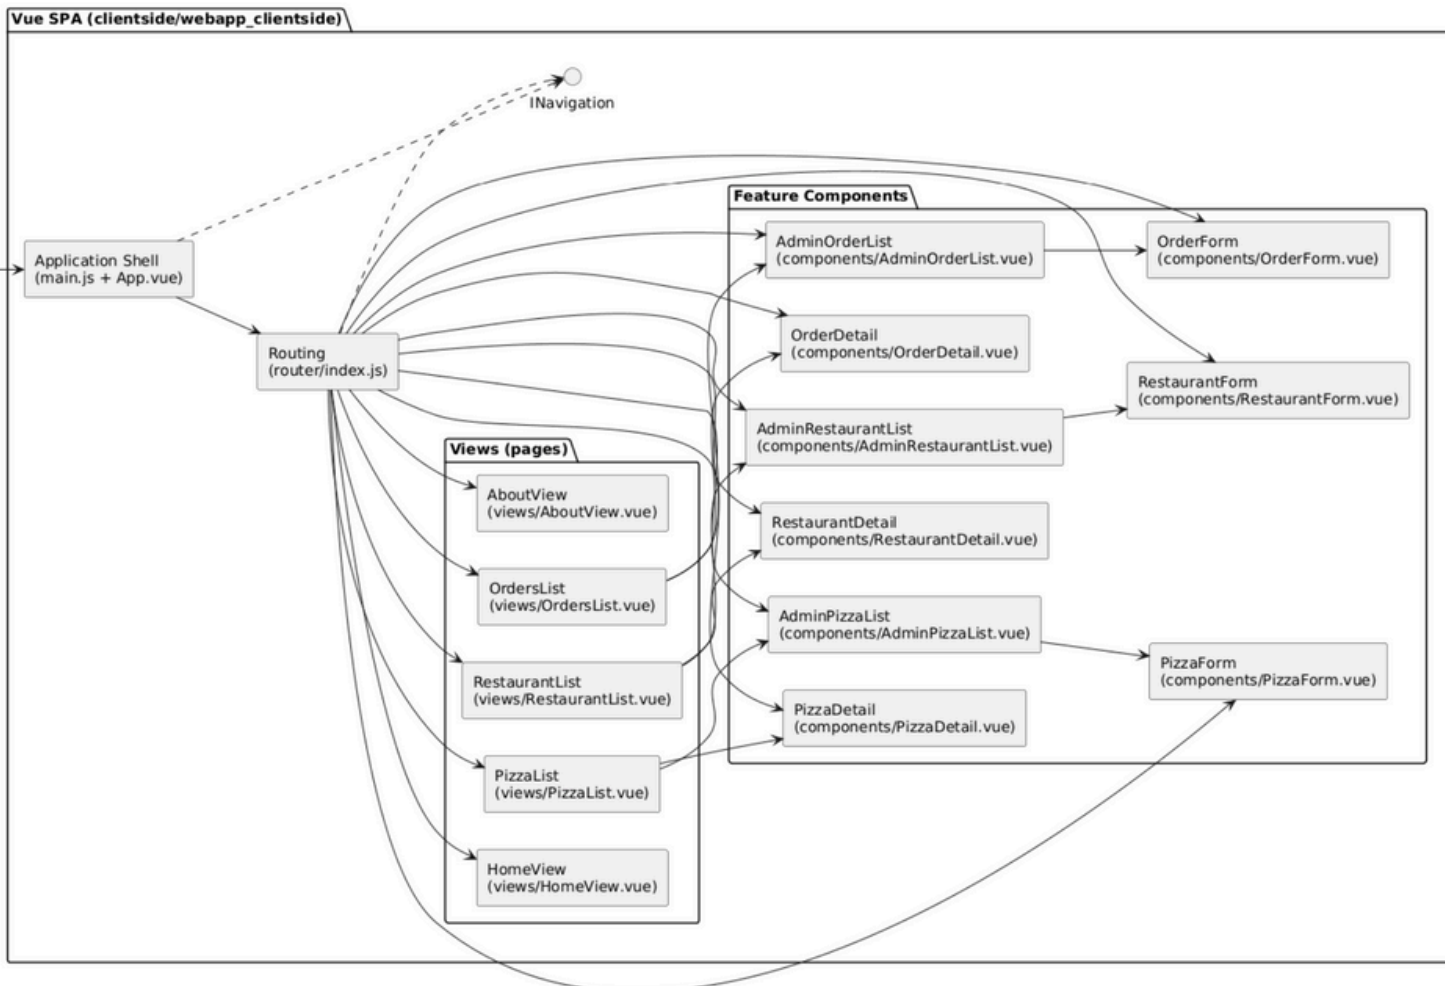 Vue SPA (clientside/webapp_clientside)
INavigation
Application Shell
(main.js + App.vue)
Routing
(router/index.js)
Views (pages)
AboutView
(views/AboutView.vue)
OrdersList
(views/OrdersList.vue)
RestaurantList
(views/RestaurantList.vue)
PizzaList
(views/PizzaList.vue)
HomeView
(views/HomeView.vue)
Feature Components
AdminOrderList
(components/AdminOrderList.vue)
OrderForm
(components/OrderForm.vue)
OrderDetail
(components/OrderDetail.vue)
RestaurantForm
(components/RestaurantForm.vue)
AdminRestaurantList
(components/AdminRestaurantList.vue)
RestaurantDetail
(components/RestaurantDetail.vue)
AdminPizzaList
(components/AdminPizzaList.vue)
PizzaForm
(components/PizzaForm.vue)
PizzaDetail
(components/PizzaDetail.vue)